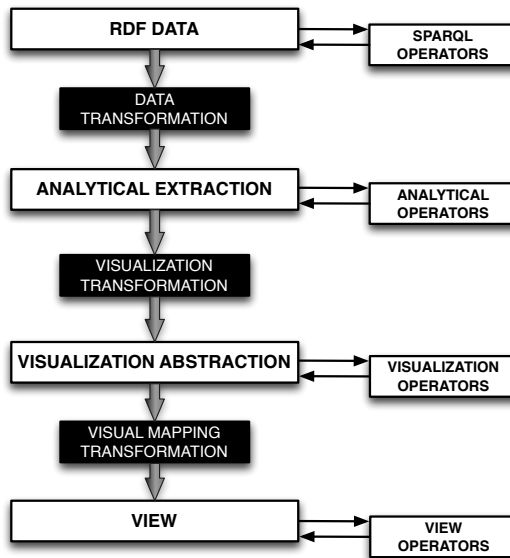 RDF DATA
SPARQL
OPERATORS
DATA
TRANSFORMATION
ANALYTICAL EXTRACTION
ANALYTICAL
OPERATORS
VISUALIZATION
TRANSFORMATION
VISUALIZATION ABSTRACTION
VISUALIZATION
OPERATORS
VISUAL MAPPING
TRANSFORMATION
VIEW
VIEW
OPERATORS